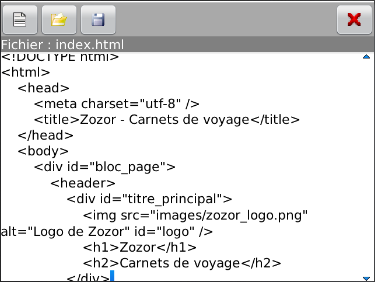 Fichier : index.html
<!DOCTYPE html>
<html>
<head>
<meta charset="utf-8" />
<title>Zozor - Carnets de voyage</title>
</head>
<body>
<div id="bloc_page">
<header>
<div id="titre_principal">
<img src="images/zozor_logo.png"
alt="Logo de Zozor" id="logo" />
<h1>Zozor</h1>
<h2>Carnets de voyage</h2>
</div>